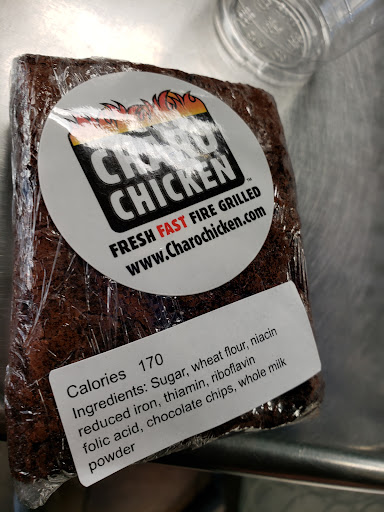 CHARO
CHICKEN™
FRESH FAST FIRE GRILLED
www.Charochicken.com
Calories 170
Ingredients: Sugar, wheat flour, niacin
reduced iron, thiamin, riboflavin
folic acid, chocolate chips, whole milk
powder